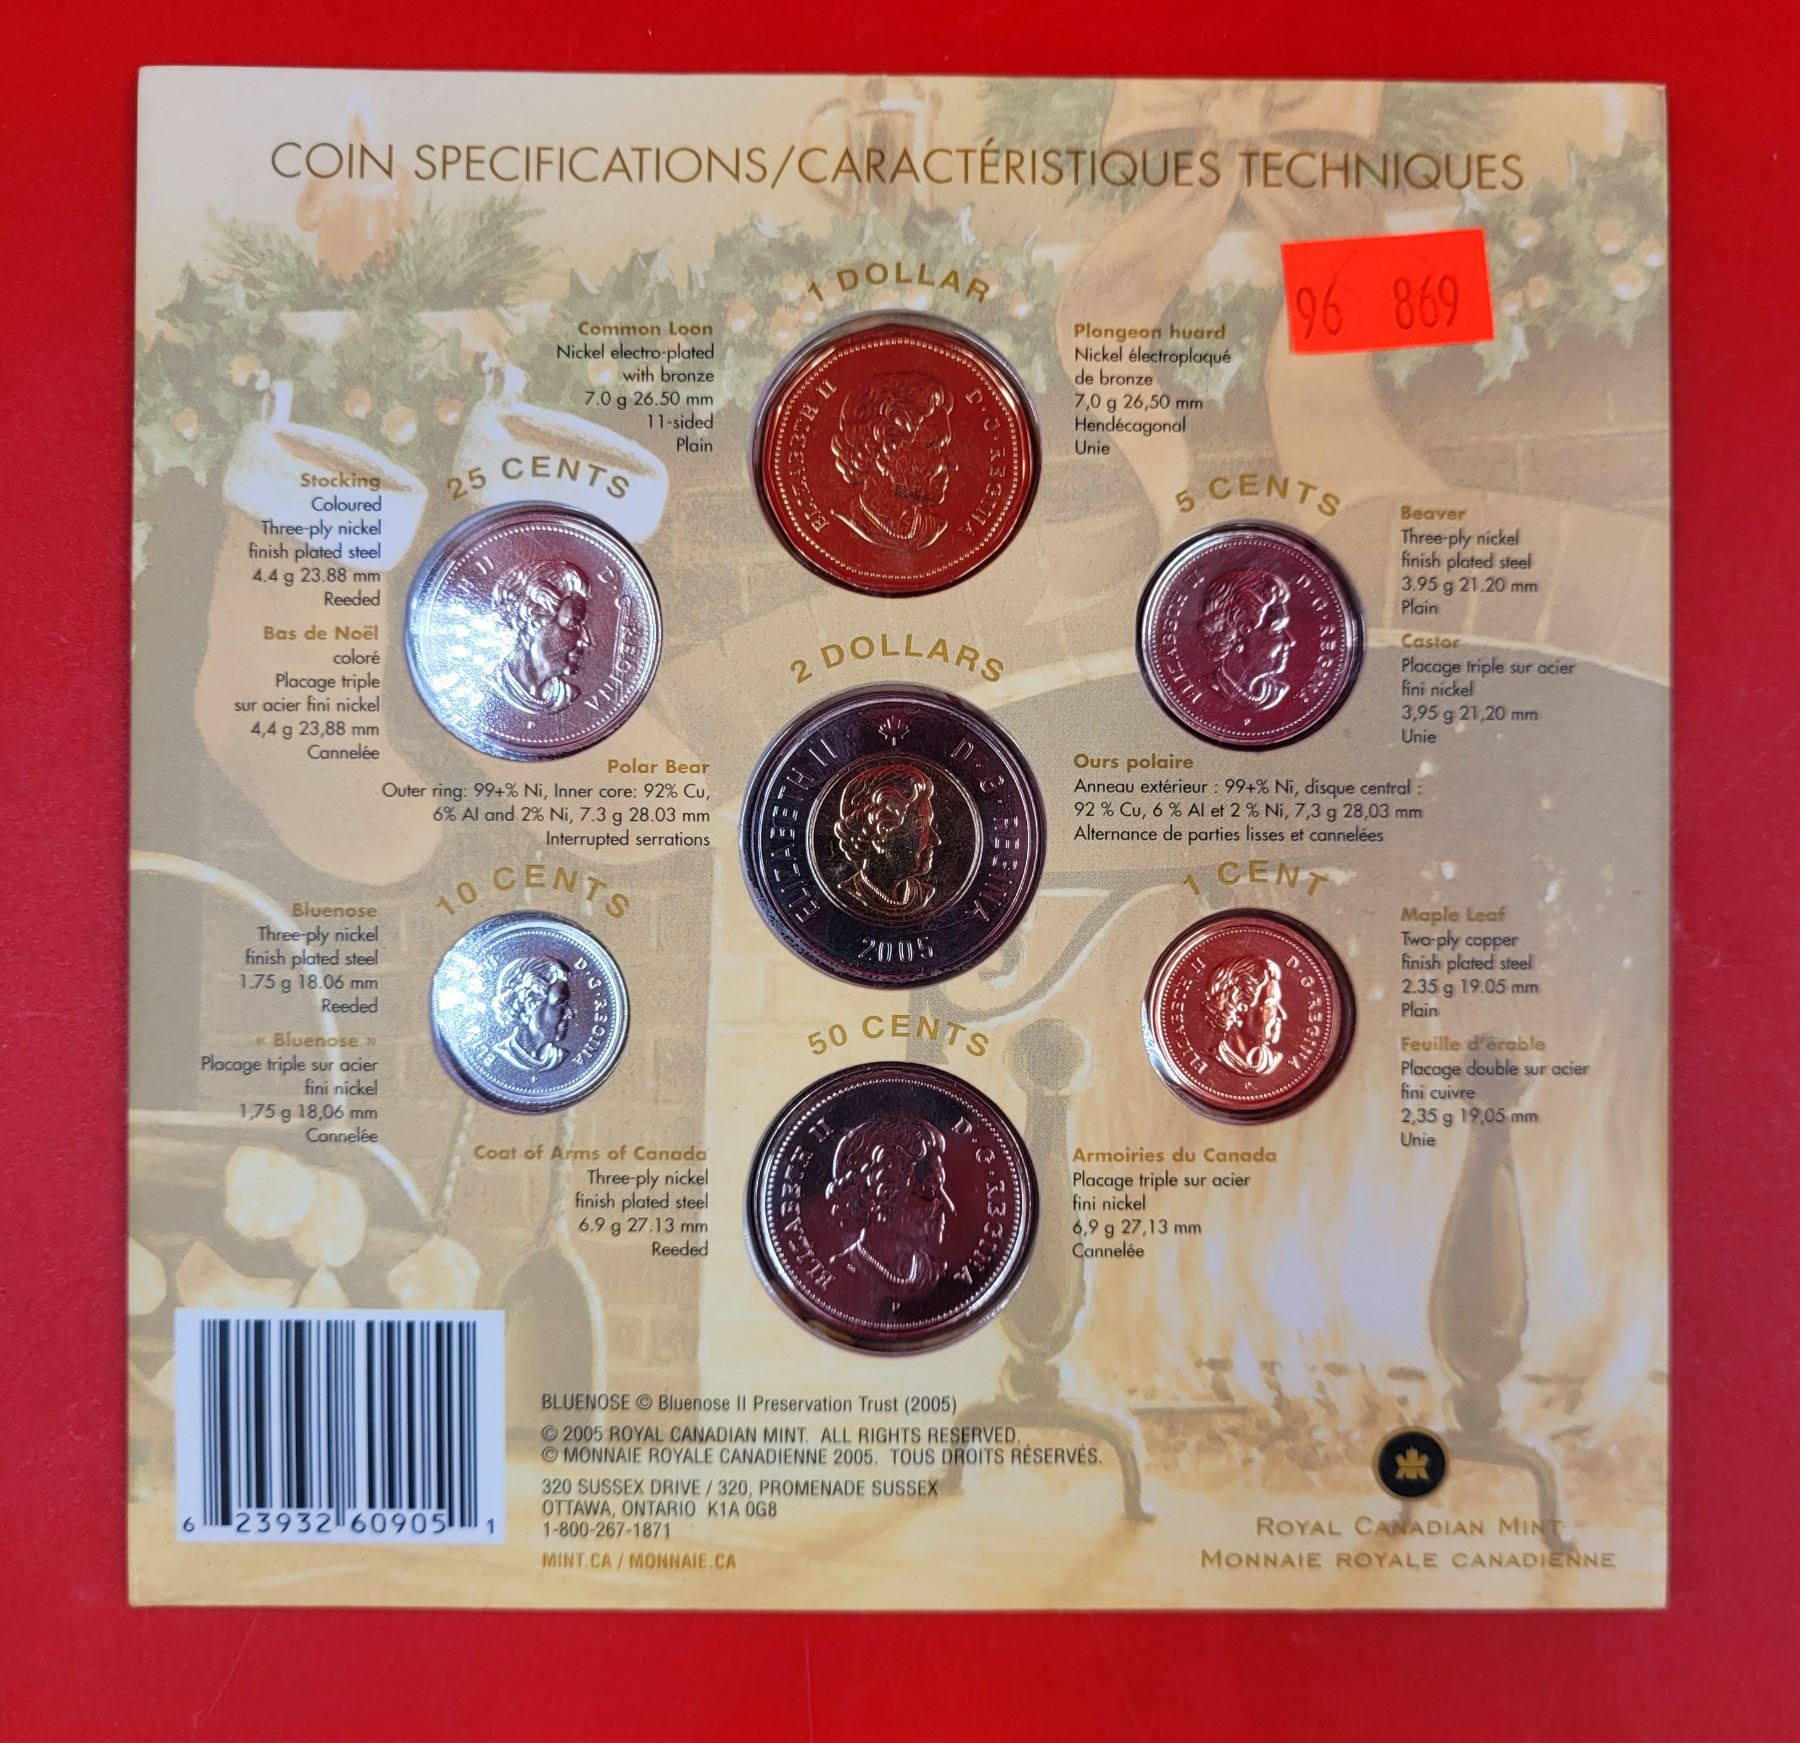 COIN SPECIFICATIONS/CARACTÉRISTIQUES TECHNIQUES
96 869
1 DOLLAR
Common Loon
Nickel electro-plated
with bronze
7.0 g 26.50 mm
11-sided
Plain
ELIZABETH II D·G·REGINA
Plongeon huard
Nickel électroplaqué
de bronze
7,0 g 26,50 mm
Hendécagonal
Unie
25 CENTS
Stocking
Coloured
Three-ply nickel
finish plated steel
4.4 g 23.88 mm
Reeded
Bas de Noël
coloré
Placage triple
sur acier fini nickel
4,4 g 23,88 mm
Cannelée
II D·G·REGINA
P
5 CENTS
ELIZABETH II D·G·REGINA
P
Beaver
Three-ply nickel
finish plated steel
3.95 g 21.20 mm
Plain
Castor
Placage triple sur acier
fini nickel
3,95 g 21,20 mm
Unie
2 DOLLARS
Polar Bear
Outer ring: 99+% Ni, Inner core: 92% Cu,
6% Al and 2% Ni, 7.3 g 28.03 mm
Interrupted serrations
ELIZABETH II D·G·REGINA
2005
Ours polaire
Anneau extérieur : 99+% Ni, disque central :
92 % Cu, 6 % Al et 2 % Ni, 7,3 g 28,03 mm
Alternance de parties lisses et cannelées
10 CENTS
Bluenose
Three-ply nickel
finish plated steel
1.75 g 18.06 mm
Reeded
« Bluenose »
Placage triple sur acier
fini nickel
1,75 g 18,06 mm
Cannelée
D·G·REGINA
P
1 CENT
ELIZABETH II D·G·REGINA
P
Maple Leaf
Two-ply copper
finish plated steel
2.35 g 19.05 mm
Plain
Feuille d'érable
Placage double sur acier
fini cuivre
2,35 g 19,05 mm
Unie
50 CENTS
Coat of Arms of Canada
Three-ply nickel
finish plated steel
6.9 g 27.13 mm
Reeded
ELIZABETH II D·G·REGINA
P
Armoiries du Canada
Placage triple sur acier
fini nickel
6,9 g 27,13 mm
Cannelée
6 23932 60905 1
BLUENOSE © Bluenose II Preservation Trust (2005)
© 2005 ROYAL CANADIAN MINT. ALL RIGHTS RESERVED.
© MONNAIE ROYALE CANADIENNE 2005. TOUS DROITS RÉSERVÉS.
320 SUSSEX DRIVE / 320, PROMENADE SUSSEX
OTTAWA, ONTARIO K1A 0G8
1-800-267-1871
MINT.CA / MONNAIE.CA
ROYAL CANADIAN MINT
MONNAIE ROYALE CANADIENNE